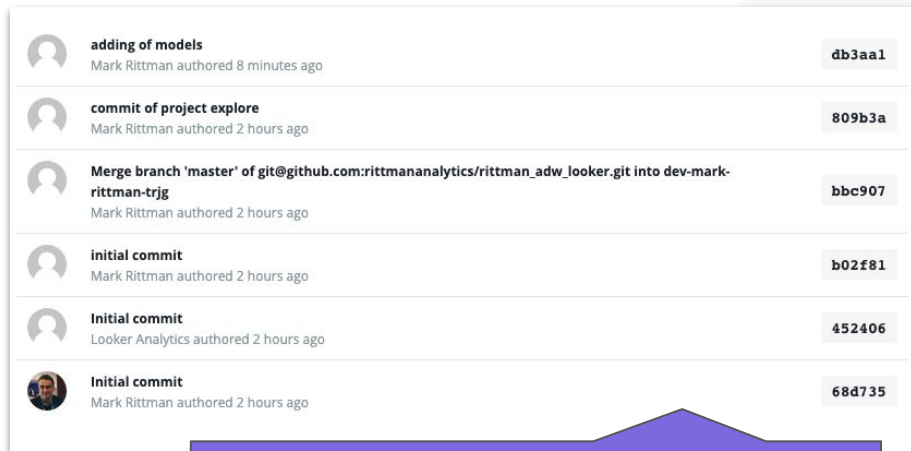 adding of models
Mark Rittman authored 8 minutes ago
db3aa1
commit of project explore
Mark Rittman authored 2 hours ago
809b3a
Merge branch 'master' of git@github.com:rittmananalytics/rittman_adw_looker.git into dev-mark-
rittman-trjg
Mark Rittman authored 2 hours ago
bbc907
initial commit
Mark Rittman authored 2 hours ago
b02f81
Initial commit
Looker Analytics authored 2 hours ago
452406
Initial commit
Mark Rittman authored 2 hours ago
68d735